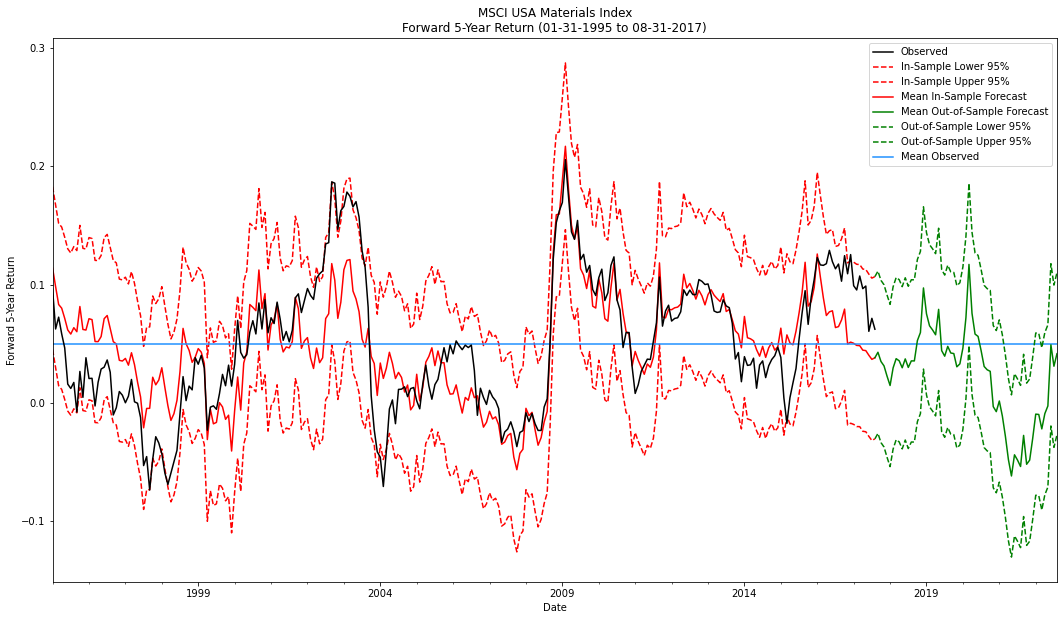 MSCI USA Materials Index
Forward 5-Year Return (01-31-1995 to 08-31-2017)
Observed
In-Sample Lower 95%
In-Sample Upper 95%
Mean In-Sample Forecast
Mean Out-of-Sample Forecast
Out-of-Sample Lower 95%
Out-of-Sample Upper 95%
Mean Observed
Forward 5-Year Return
0.3
0.2
0.1
0.0
−0.1
1999
2004
2009
2014
2019
Date